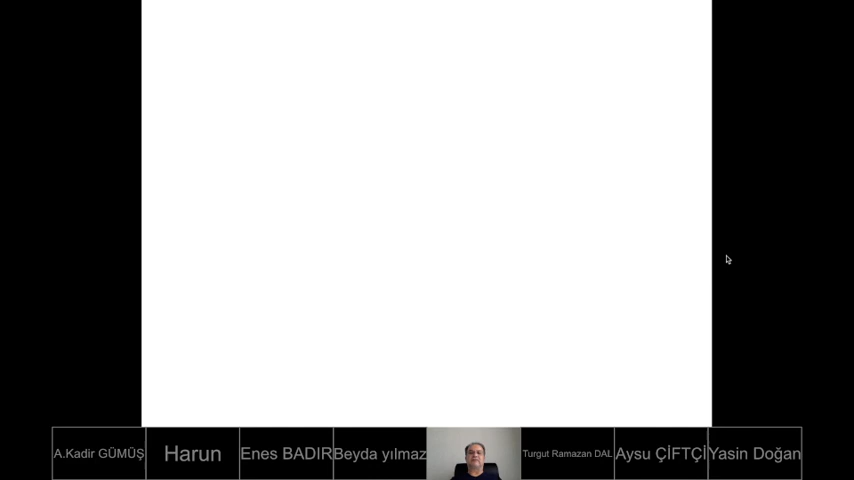 A.Kadir GÜMÜŞ
Harun
Enes BADIR
Beyda yılmaz
Turgut Ramazan DAL
Aysu ÇİFTÇİ
Yasin Doğan